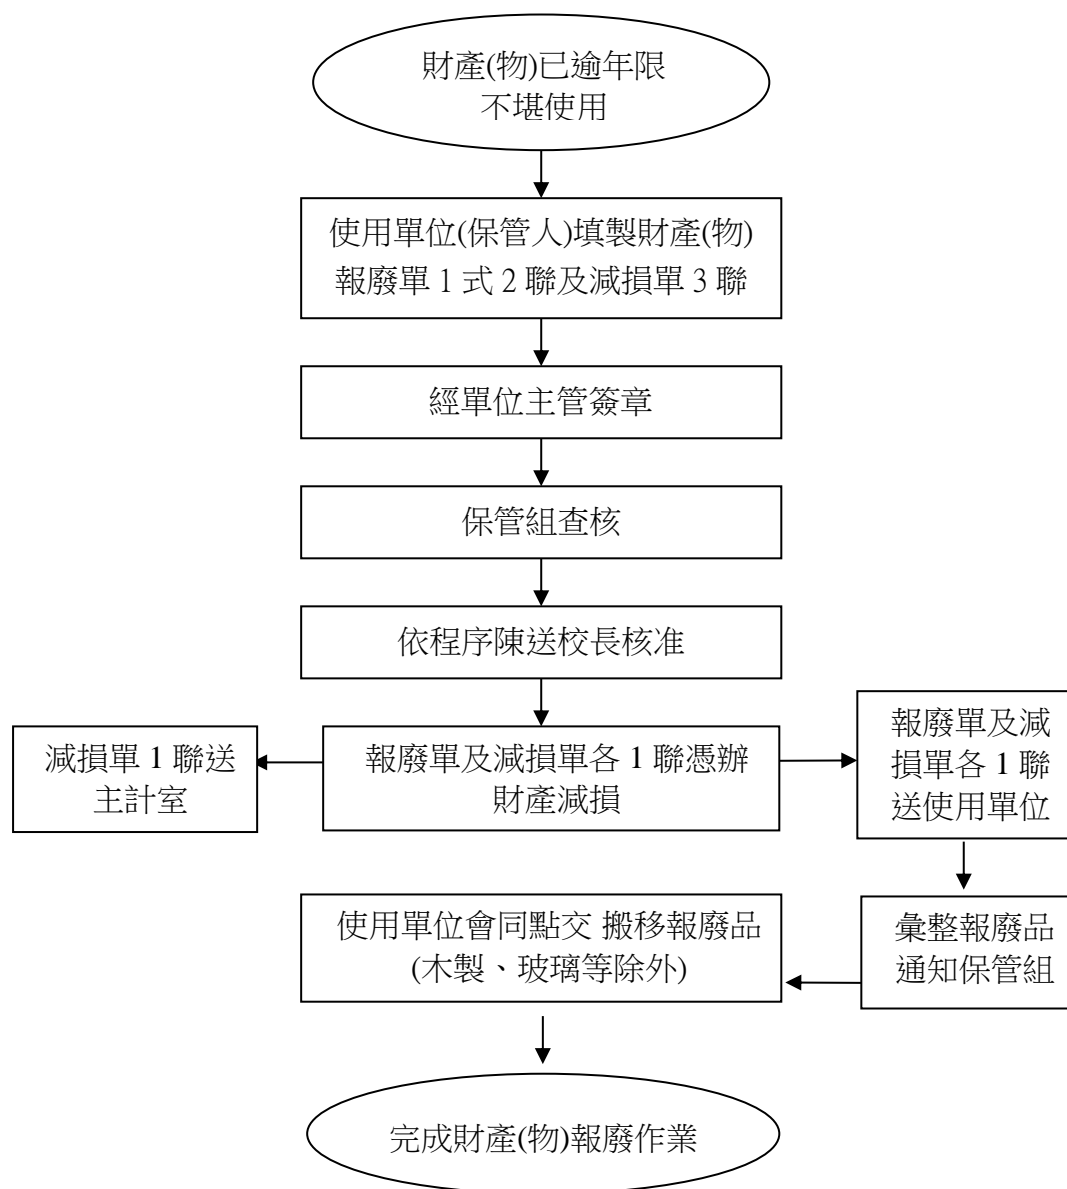 財產(物)已逾年限
不堪使用
使用單位(保管人)填製財產(物)
報廢單 1 式 2 聯及減損單 3 聯
經單位主管簽章
保管組查核
依程序陳送校長核准
減損單 1 聯送
主計室
報廢單及減損單各 1 聯憑辦
財產減損
報廢單及減
損單各 1 聯
送使用單位
彙整報廢品
通知保管組
使用單位會同點交 搬移報廢品
(木製、玻璃等除外)
完成財產(物)報廢作業